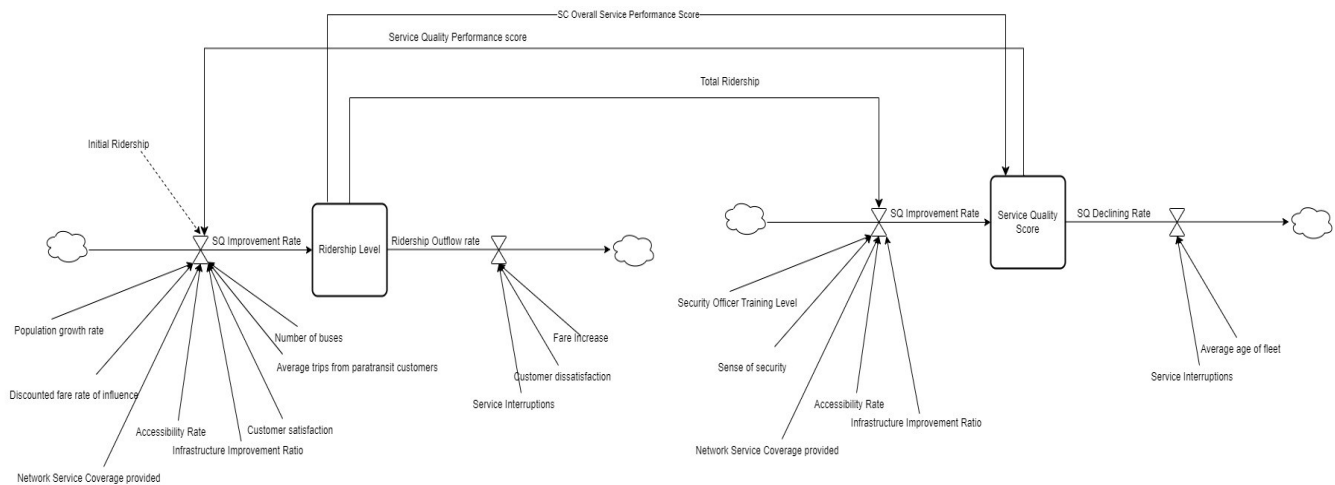 SC Overall Service Performance Score
Service Quality Performance score
Total Ridership
Initial Ridership
SQ Improvement Rate
Ridership Level
Ridership Outflow rate
SQ Improvement Rate
Service Quality
Score
SQ Declining Rate
Population growth rate
Number of buses
Average trips from paratransit customers
Discounted fare rate of influence
Accessibility Rate
Customer satisfaction
Infrastructure Improvement Ratio
Network Service Coverage provided
Fare Increase
Customer dissatisfaction
Service Interruptions
Security Officer Training Level
Sense of security
Accessibility Rate
Infrastructure Improvement Ratio
Network Service Coverage provided
Average age of fleet
Service Interruptions